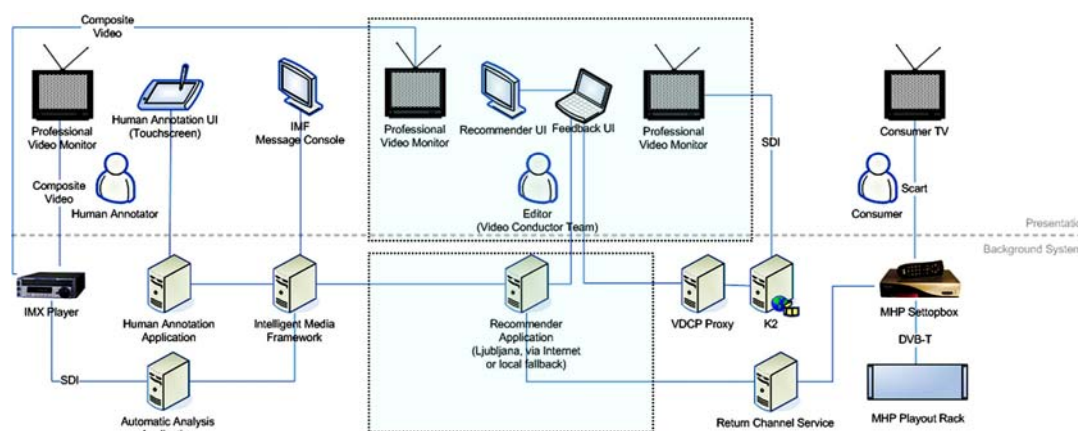 Composite
Video
Professional
Video Monitor
Human Annotation UI
(Touchscreen)
IMF
Message Console
Professional
Video Monitor
Recommender UI
Feedback UI
Professional
Video Monitor
Consumer TV
SDI
Composite
Video
Human Annotator
Editor
(Video Conductor Team)
Scart
Consumer
Presentatio
Background System
IMX Player
Human Annotation
Application
Intelligent Media
Framework
Recommender
Application
(Ljubljana, via Internet
or local fallback)
VDCP Proxy
K2
MHP Settopbox
DVB-T
SDI
Automatic Analysis
Return Channel Service
MHP Playout Rack